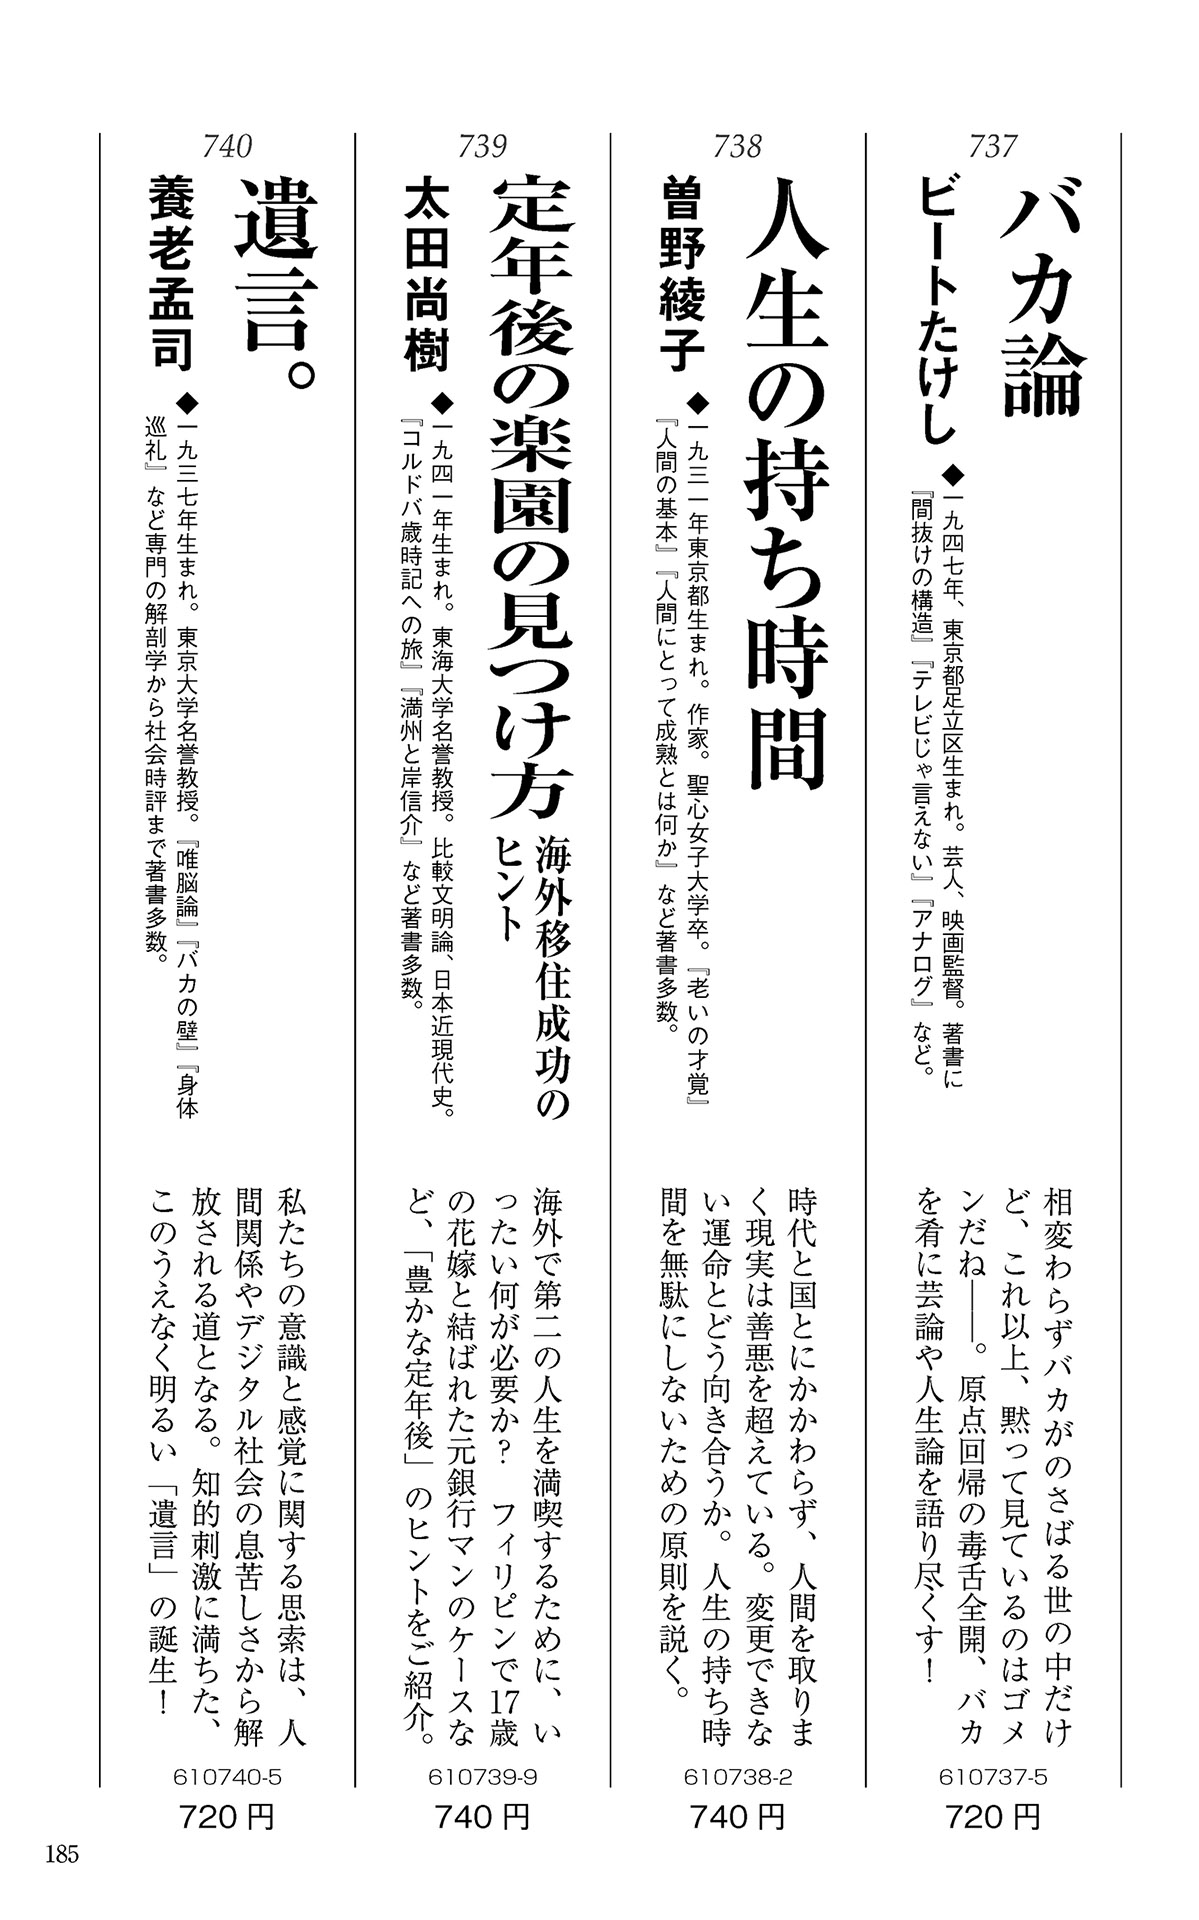 737
バカ論
ビートたけし
◆一九四七年、東京都足立区生まれ。芸人、映画監督。著書に
『間抜けの構造』『テレビじゃ言えない』『アナログ』など。
相変わらずバカがのさばる世の中だけ
ど、これ以上、黙って見ているのはゴメ
ンだね――。原点回帰の毒舌全開、バカ
を肴に芸論や人生論を語り尽くす！
610737-5
720円
738
人生の持ち時間
曽野綾子
◆一九三一年東京都生まれ。作家。聖心女子大学卒。『老いの才覚』
『人間の基本』『人間にとって成熟とは何か』など著書多数。
時代と国とにかかわらず、人間を取りま
く現実は善悪を超えている。変更できな
い運命とどう向き合うか。人生の持ち時
間を無駄にしないための原則を説く。
610738-2
740円
739
定年後の楽園の見つけ方
海外移住成功の
ヒント
太田尚樹
◆一九四一年生まれ。東海大学名誉教授。比較文明論、日本近現代史。
『コルドバ歳時記への旅』『満州と岸信介』など著書多数。
海外で第二の人生を満喫するために、い
ったい何が必要か？　フィリピンで17歳
の花嫁と結ばれた元銀行マンのケースな
ど、「豊かな定年後」のヒントをご紹介。
610739-9
740円
740
遺言。
養老孟司
◆一九三七年生まれ。東京大学名誉教授。『唯脳論』『バカの壁』『身体
巡礼』など専門の解剖学から社会時評まで著書多数。
私たちの意識と感覚に関する思索は、人
間関係やデジタル社会の息苦しさから解
放される道となる。知的刺激に満ちた、
このうえなく明るい「遺言」の誕生！
610740-5
720円
185